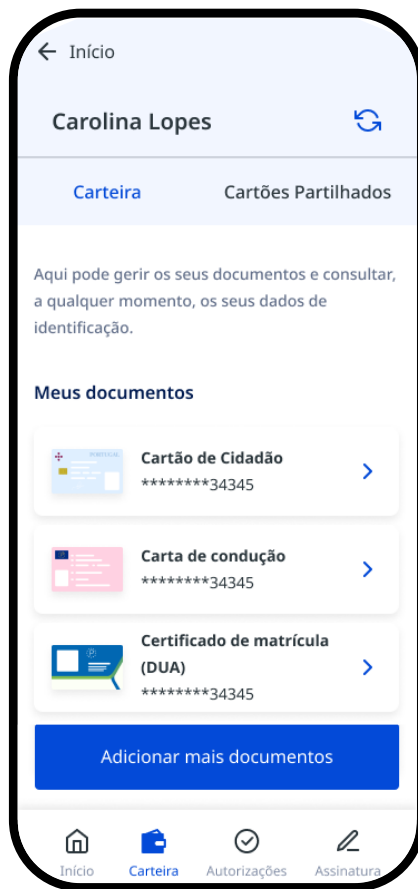 Início
Carolina Lopes
Carteira Cartões Partilhados
Aqui pode gerir os seus documentos e consultar,
a qualquer momento, os seus dados de
identificação.
Meus documentos
Cartão de Cidadão
********34345
Carta de condução
********34345
Certificado de matrícula
(DUA)
********34345
Adicionar mais documentos
Início Carteira Autorizações Assinatura